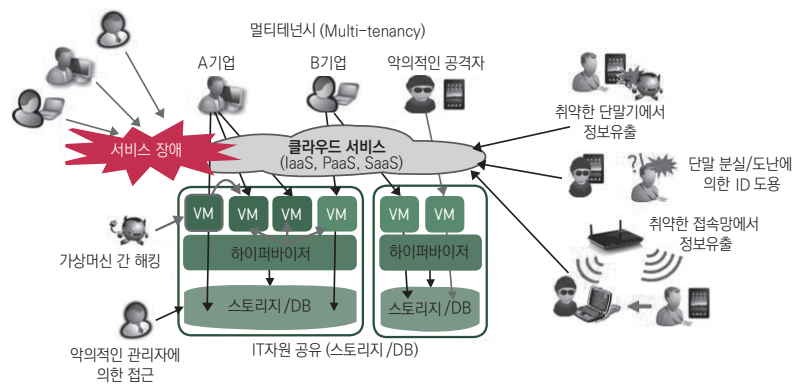 멀티테넌시 (Multi-tenancy)
A기업
B기업
악의적인 공격자
서비스 장애
클라우드 서비스
(IaaS, PaaS, SaaS)
취약한 단말기에서
정보유출
단말 분실/도난에
의한 ID 도용
?!
VM
VM
VM
VM
VM
VM
가상머신 간 해킹
하이퍼바이저
하이퍼바이저
취약한 접속망에서
정보유출
스토리지/DB
스토리지/DB
악의적인 관리자에
의한 접근
IT자원 공유 (스토리지/DB)